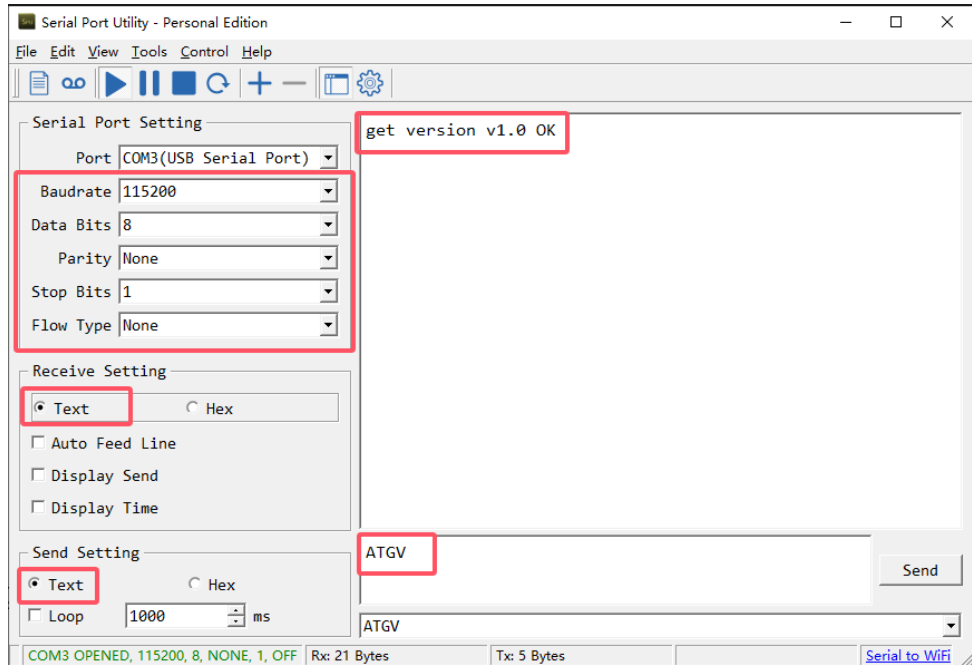 Serial Port Utility - Personal Edition
File Edit View Tools Control Help
Serial Port Setting
Port COM3(USB Serial Port)
Baudrate 115200
Data Bits 8
Parity None
Stop Bits 1
Flow Type None
Receive Setting
Text Hex
Auto Feed Line
Display Send
Display Time
Send Setting
Text Hex
Loop 1000 ms
get version v1.0 OK
ATGV
Send
ATGV
COM3 OPENED, 115200, 8, NONE, 1, OFF Rx: 21 Bytes Tx: 5 Bytes Serial to WiFi